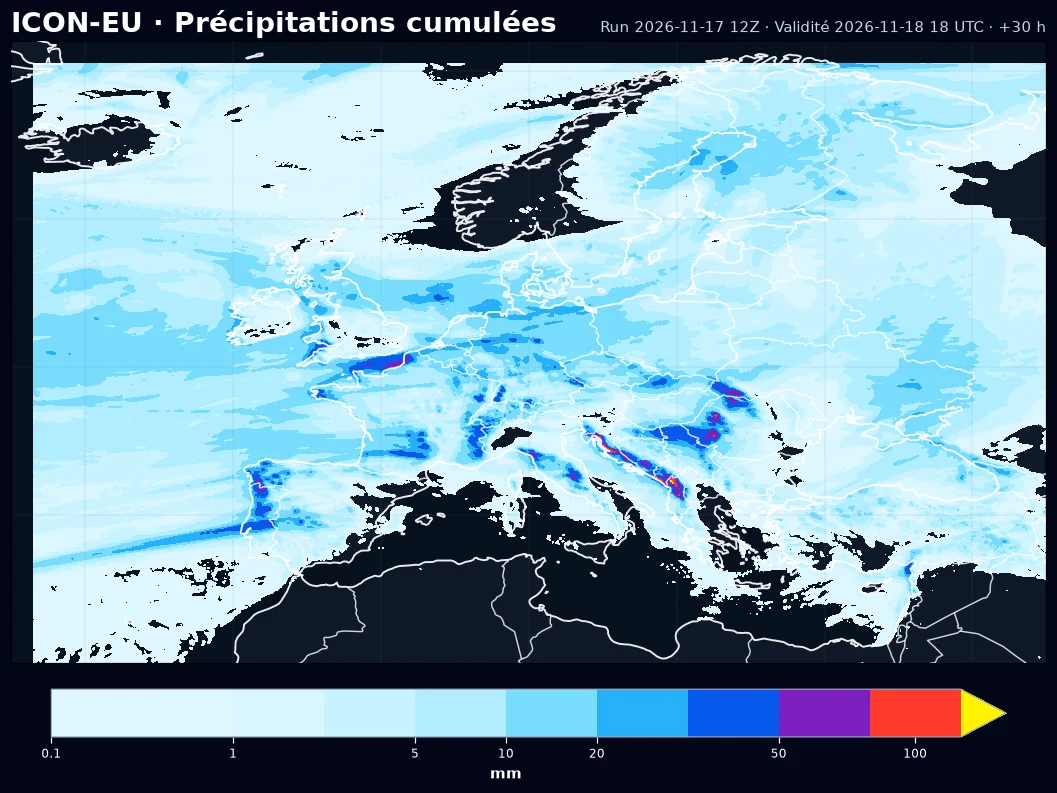 ICON-EU · Précipitations cumulées
Run 2026-11-17 12Z · Validité 2026-11-18 18 UTC · +30 h
0.1 1 5 10 20 50 100
mm